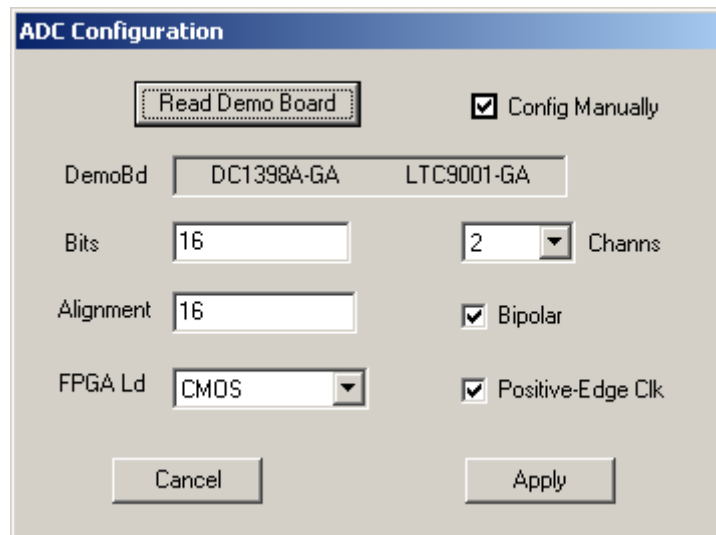 ADC Configuration
Read Demo Board Config Manually
DemoBd DC1398A-GA LTC9001-GA
Bits 16 2 Channs
Alignment 16 Bipolar
FPGA Ld CMOS Positive-Edge Clk
Cancel Apply